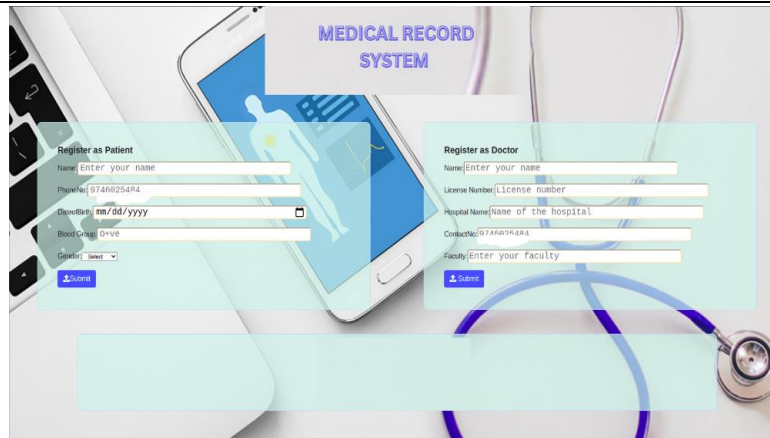 MEDICAL RECORD
SYSTEM
Register as Patient
Name: Enter your name
PhoneNo: 9746025484
DateofBirth: mm/dd/yyyy
Blood Group: O+ve
Gender: Select
Submit
Register as Doctor
Name: Enter your name
License Number: License number
Hospital Name: Name of the hospital
ContactNo: 9746025484
Faculty: Enter your faculty
Submit